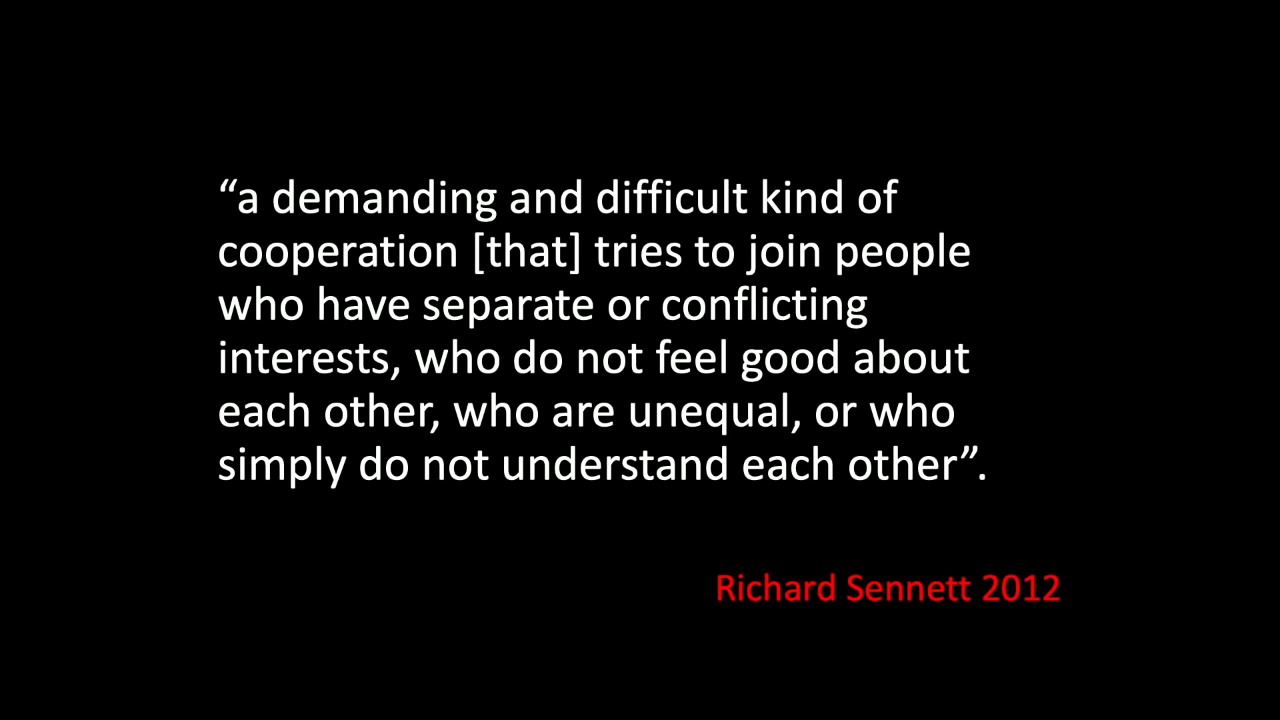 “a demanding and difficult kind of
cooperation [that] tries to join people
who have separate or conflicting
interests, who do not feel good about
each other, who are unequal, or who
simply do not understand each other”.
Richard Sennett 2012